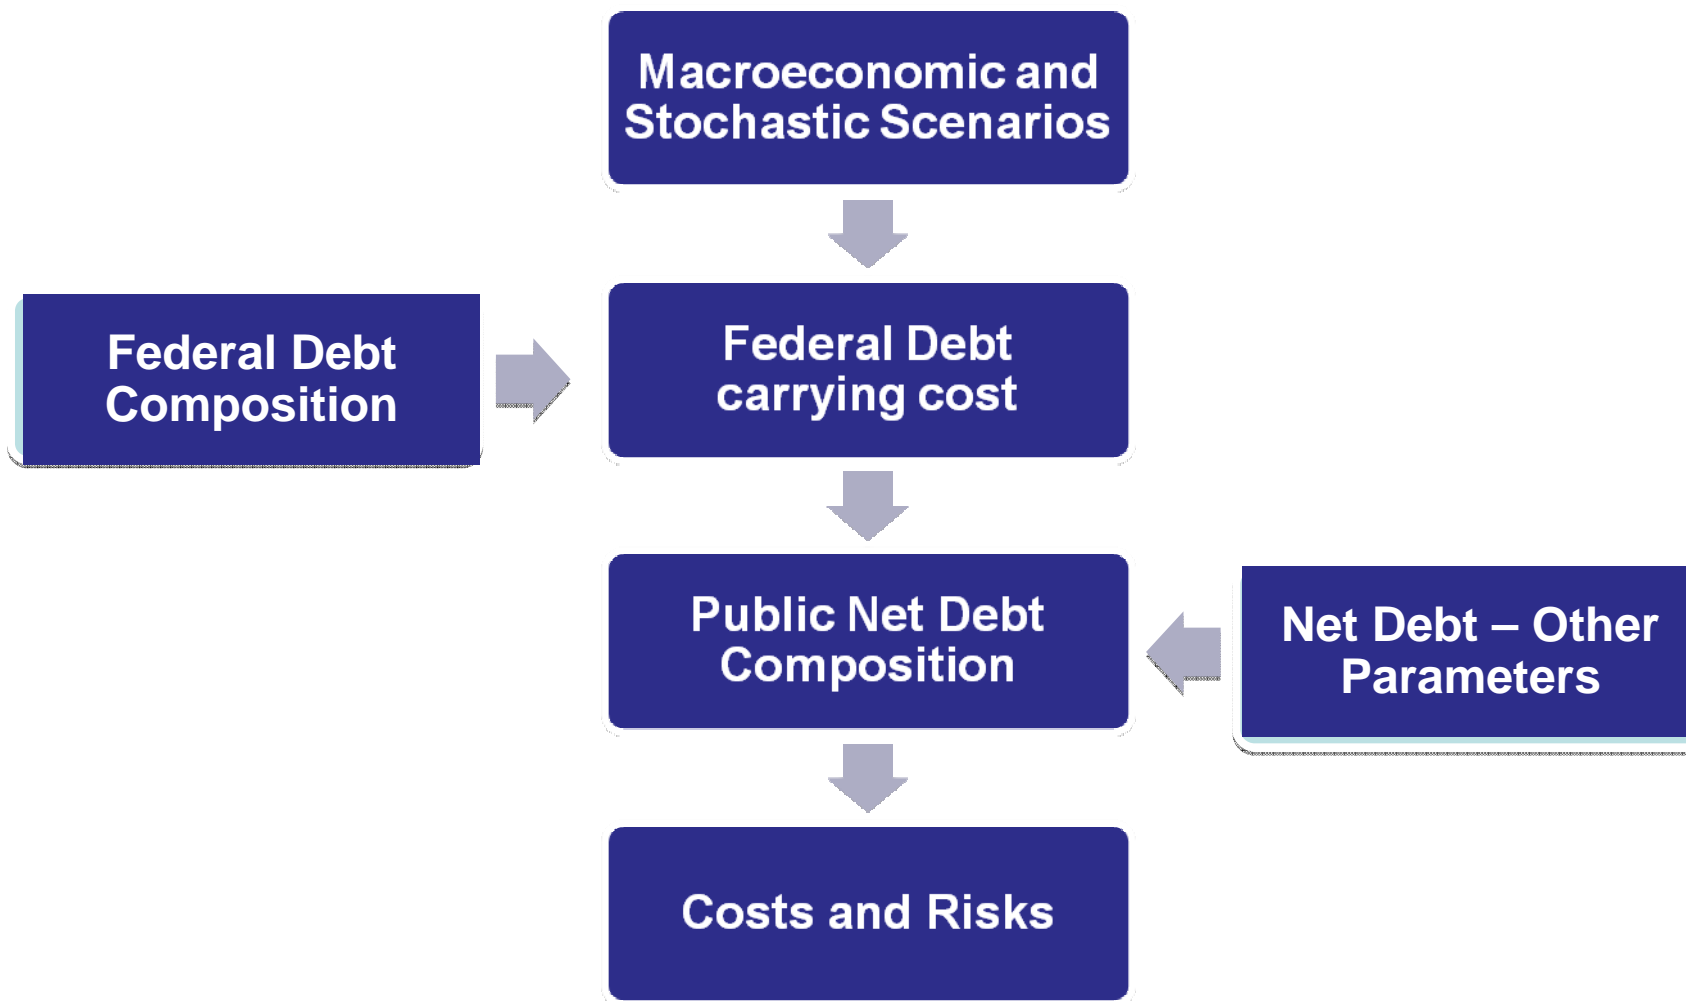 Macroeconomic and
Stochastic Scenarios
Federal Debt
Composition
Federal Debt
carrying cost
Public Net Debt
Composition
Net Debt – Other
Parameters
Costs and Risks